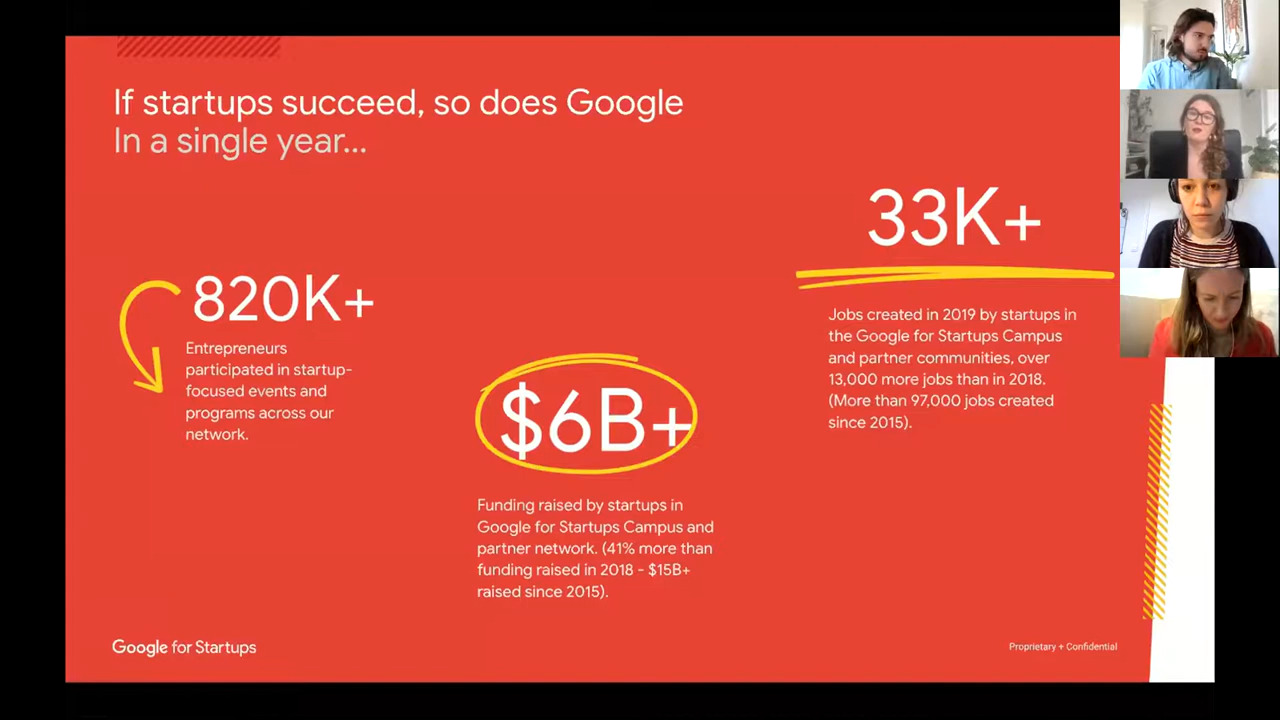 If startups succeed, so does Google
In a single year...
820K+
Entrepreneurs
participated in startup-
focused events and
programs across our
network.
$6B+
Funding raised by startups in
Google for Startups Campus and
partner network. (41% more than
funding raised in 2018 - $15B+
raised since 2015).
33K+
Jobs created in 2019 by startups in
the Google for Startups Campus
and partner communities, over
13,000 more jobs than in 2018.
(More than 97,000 jobs created
since 2015).
Google for Startups
Proprietary + Confidential